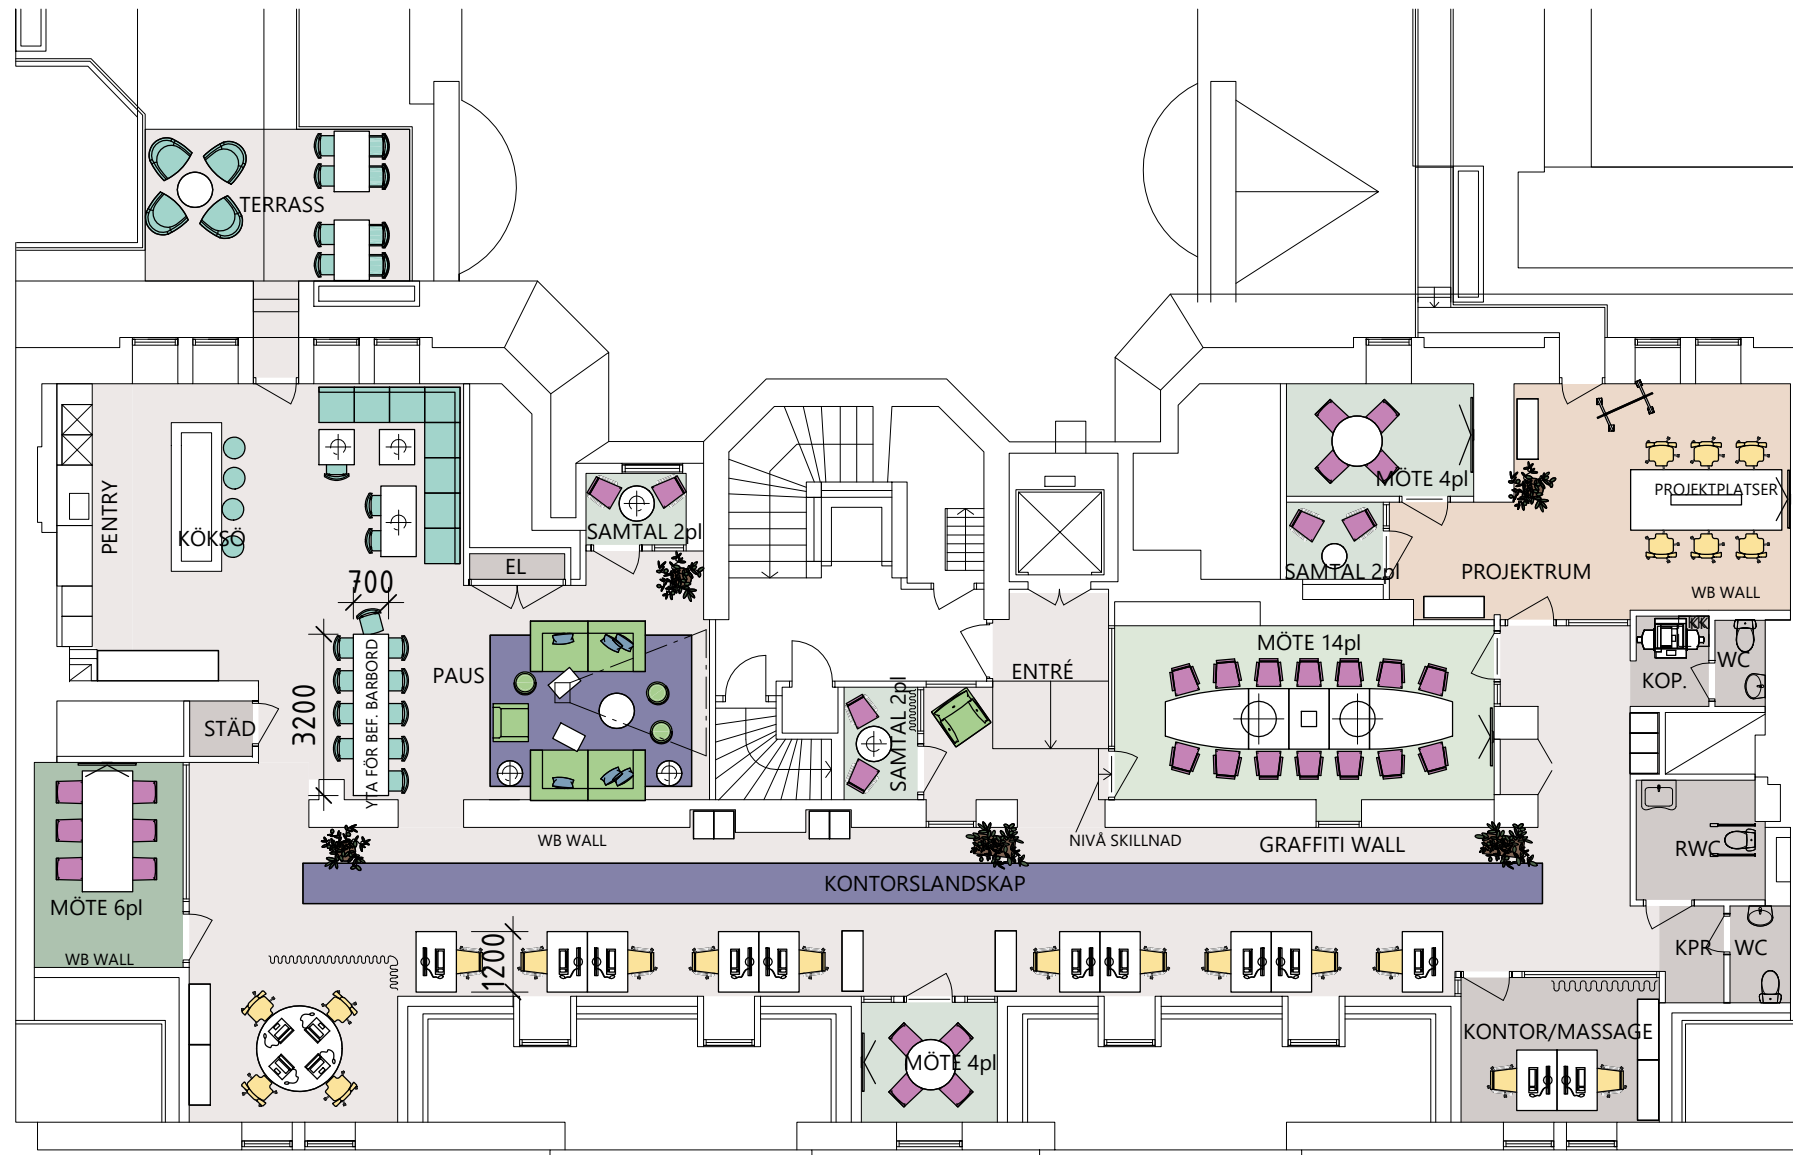 TERRASS
PENTRY
KÖKSÖ
SAMTAL 2pl
EL
700
3200
YTA FÖR BEF. BARBORD
PAUS
STÄD
MÖTE 6pl
WB WALL
WB WALL
SAMTAL 2pl
ENTRÉ
MÖTE 14pl
MÖTE 4pl
SAMTAL 2pl
PROJEKTRUM
PROJEKTPLATSER
WB WALL
KK
KOP.
WC
NIVÅ SKILLNAD
GRAFFITI WALL
RWC
KONTORSLANDSKAP
1200
KPR
WC
MÖTE 4pl
KONTOR/MASSAGE